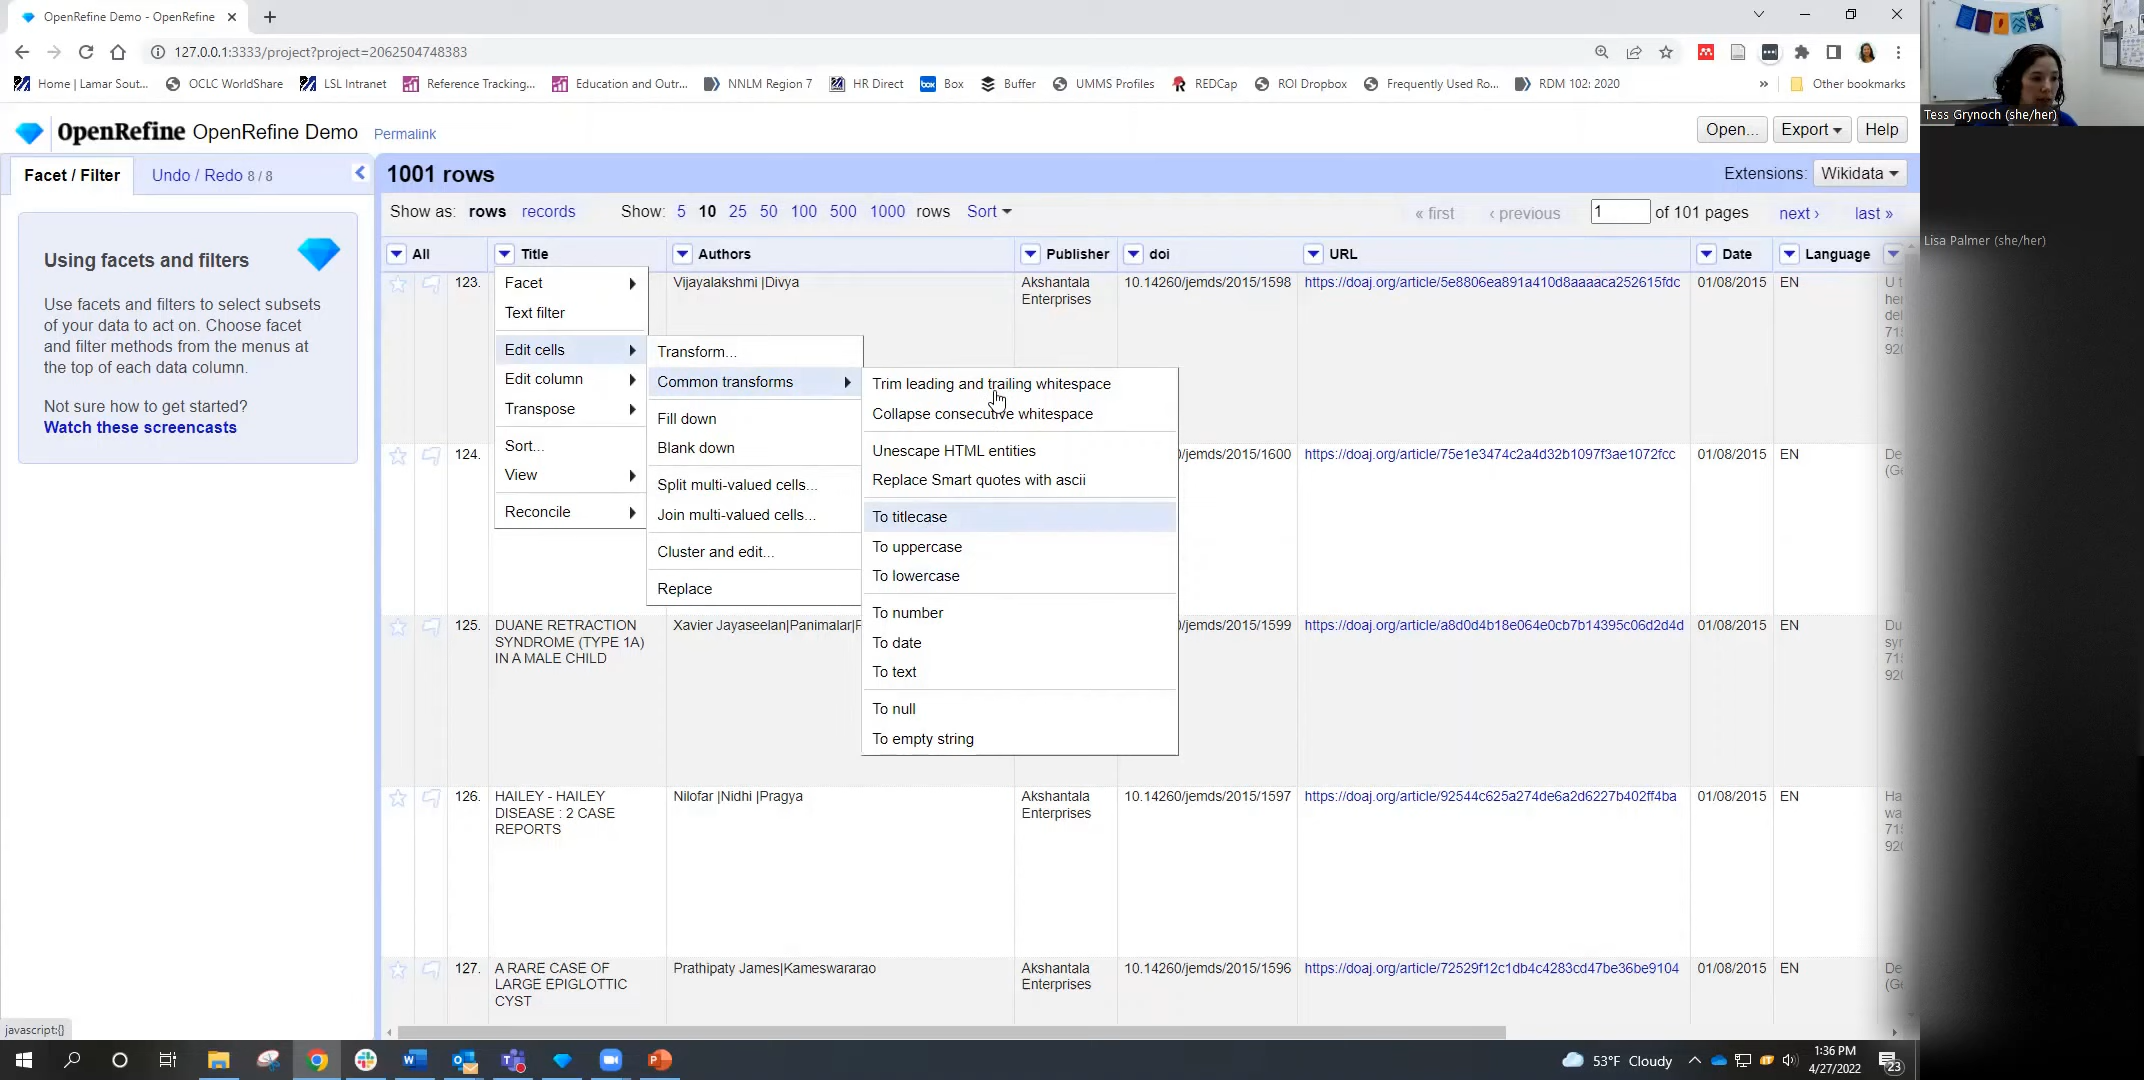 OpenRefine Demo - OpenRefine
127.0.0.1:3333/project?project=2062504748383
Home | Lamar Sout...
OCLC WorldShare
LSL Intranet
Reference Tracking...
Education and Outr...
NNLM Region 7
HR Direct
box
Box
Buffer
UMMS Profiles
REDCap
ROI Dropbox
Frequently Used Ro...
RDM 102: 2020
»
Other bookmarks
Tess Grynoch (she/her)
Lisa Palmer (she/her)
OpenRefine OpenRefine Demo Permalink
Open... Export Help
Facet / Filter
Undo / Redo 8 / 8
1001 rows
Extensions: Wikidata
Show as: rows records
Show: 5 10 25 50 100 500 1000 rows Sort
« first ‹ previous 1 of 101 pages next › last »
Using facets and filters
Use facets and filters to select subsets
of your data to act on. Choose facet
and filter methods from the menus at
the top of each data column.
Not sure how to get started?
Watch these screencasts
All Title Authors Publisher doi URL Date Language
Facet
Text filter
Edit cells
Edit column
Transpose
Sort...
View
Reconcile
Transform...
Common transforms
Fill down
Blank down
Split multi-valued cells...
Join multi-valued cells...
Cluster and edit...
Replace
Trim leading and trailing whitespace
Collapse consecutive whitespace
Unescape HTML entities
Replace Smart quotes with ascii
To titlecase
To uppercase
To lowercase
To number
To date
To text
To null
To empty string
123.
Vijayalakshmi |Divya
Akshantala
Enterprises
10.14260/jemds/2015/1598
https://doaj.org/article/5e8806ea891a410d8aaaaca252615fdc
01/08/2015
EN
124.
/jemds/2015/1600
https://doaj.org/article/75e1e3474c2a4d32b1097f3ae1072fcc
01/08/2015
EN
De
(Ge
125.
DUANE RETRACTION
SYNDROME (TYPE 1A)
IN A MALE CHILD
Xavier Jayaseelan|Panimalar|
/jemds/2015/1599
https://doaj.org/article/a8d0d4b18e064e0cb7b14395c06d2d4d
01/08/2015
EN
Du
syr
715
920
126.
HAILEY - HAILEY
DISEASE : 2 CASE
REPORTS
Nilofar |Nidhi |Pragya
Akshantala
Enterprises
10.14260/jemds/2015/1597
https://doaj.org/article/92544c625a274de6a2d6227b402ff4ba
01/08/2015
EN
Ha
wa
715
920
127.
A RARE CASE OF
LARGE EPIGLOTTIC
CYST
Prathipaty James|Kameswararao
Akshantala
Enterprises
10.14260/jemds/2015/1596
https://doaj.org/article/72529f12c1db4c4283cd47be36be9104
01/08/2015
EN
De
(Ge
javascript:{}
53°F Cloudy
1:36 PM
4/27/2022
23